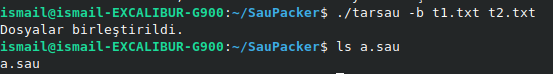 ismail@ismail-EXCALIBUR-G900:~/SauPacker$ ./tarsau -b t1.txt t2.txt
Dosyalar birleştirildi.
ismail@ismail-EXCALIBUR-G900:~/SauPacker$ ls a.sau
a.sau